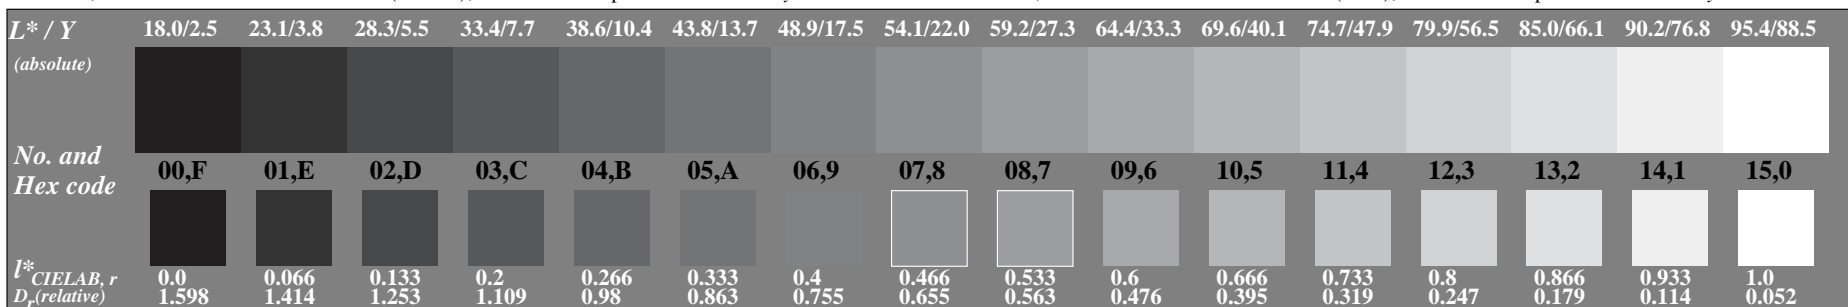 L* / Y 18.0/2.5 23.1/3.8 28.3/5.5 33.4/7.7 38.6/10.4 43.8/13.7 48.9/17.5 54.1/22.0 59.2/27.3 64.4/33.3 69.6/40.1 74.7/47.9 79.9/56.5 85.0/66.1 90.2/76.8 95.4/88.5
(absolute)
No. and
Hex code 00,F 01,E 02,D 03,C 04,B 05,A 06,9 07,8 08,7 09,6 10,5 11,4 12,3 13,2 14,1 15,0
l*CIELAB, r 0.0 0.066 0.133 0.2 0.266 0.333 0.4 0.466 0.533 0.6 0.666 0.733 0.8 0.866 0.933 1.0
Dr(relative) 1.598 1.414 1.253 1.109 0.98 0.863 0.755 0.655 0.563 0.476 0.395 0.319 0.247 0.179 0.114 0.052